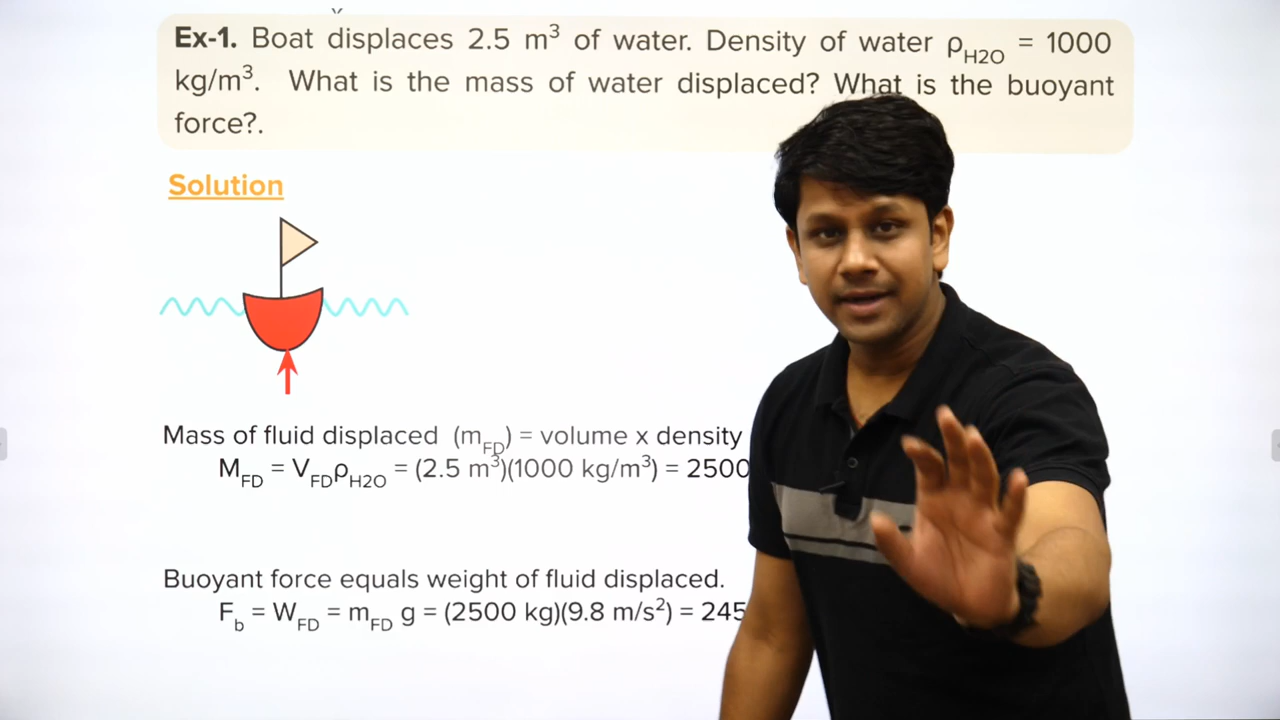 Ex-1. Boat displaces 2.5 m³ of water. Density of water ρH2O = 1000
kg/m³. What is the mass of water displaced? What is the buoyant
force?.
Solution
Mass of fluid displaced (mFD) = volume x density
MFD = VFDρH2O = (2.5 m³)(1000 kg/m³) = 2500
Buoyant force equals weight of fluid displaced.
Fb = WFD = mFD g = (2500 kg)(9.8 m/s²) = 245